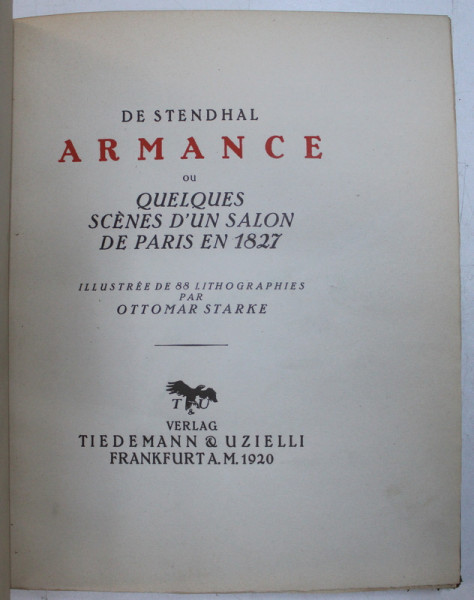 DE STENDHAL
ARMANCE
ou
QUELQUES
SCÈNES D'UN SALON
DE PARIS EN 1827
ILLUSTRÉE DE 88 LITHOGRAPHIES
PAR
OTTOMAR STARKE
T & U
VERLAG
TIEDEMANN & UZIELLI
FRANKFURT A. M. 1920